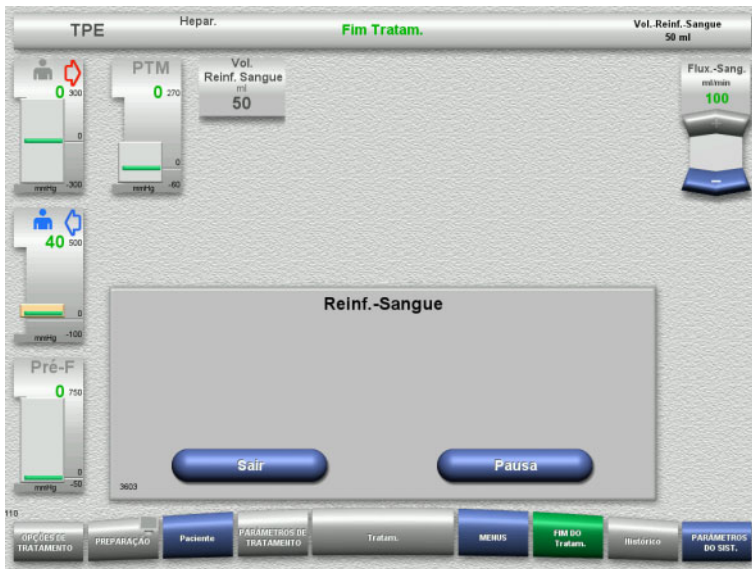 TPE
Hepar.
Fim Tratam.
Vol.-Reinf.-Sangue
50 ml
0
300
0
-300
mmHg
PTM
0
270
0
-60
mmHg
Vol.
Reinf. Sangue
ml
50
Flux.-Sang.
ml/min
100
40
500
0
-100
mmHg
Pré-F
0
750
0
-50
mmHg
Reinf.-Sangue
Sair
Pausa
3603
110
OPÇÕES DE
TRATAMENTO
PREPARAÇÃO
Paciente
PARÂMETROS DE
TRATAMENTO
Tratam.
MENUS
FIM DO
Tratam.
Histórico
PARÂMETROS
DO SIST.